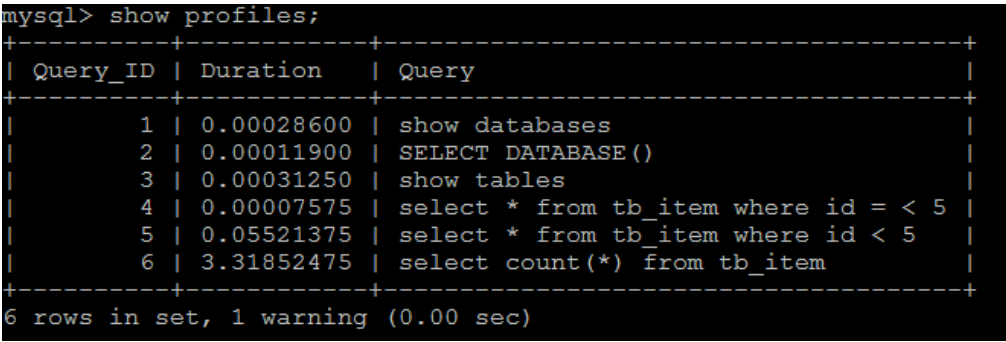 mysql> show profiles;
+----------+------------+--------------------------------------+
| Query_ID | Duration   | Query                                |
+----------+------------+--------------------------------------+
|        1 | 0.00028600 | show databases                       |
|        2 | 0.00011900 | SELECT DATABASE()                    |
|        3 | 0.00031250 | show tables                          |
|        4 | 0.00007575 | select * from tb_item where id = < 5 |
|        5 | 0.05521375 | select * from tb_item where id < 5   |
|        6 | 3.31852475 | select count(*) from tb_item         |
+----------+------------+--------------------------------------+
6 rows in set, 1 warning (0.00 sec)